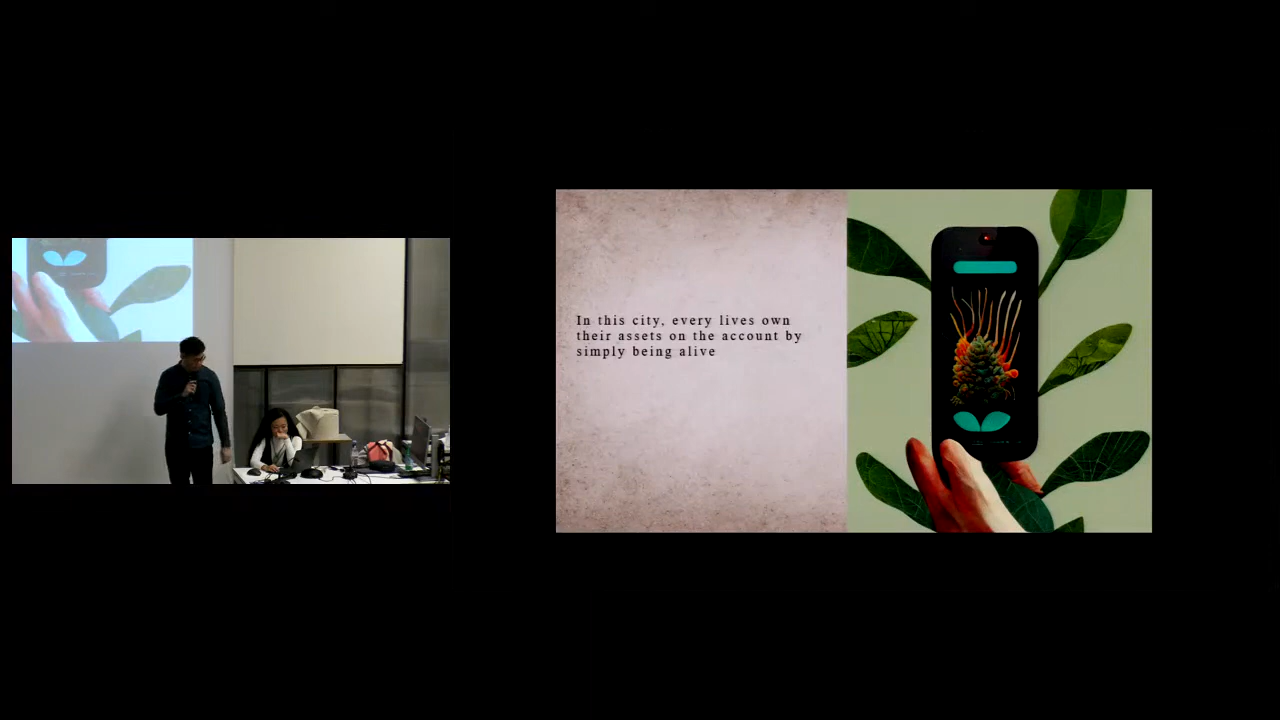 In this city, every lives own
their assets on the account by
simply being alive